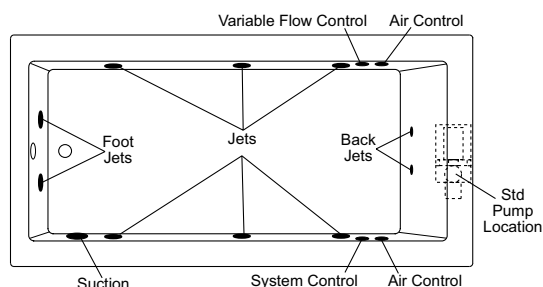 Variable Flow Control
Air Control
Foot
Jets
Jets
Back
Jets
Std
Pump
Location
Suction
System Control
Air Control